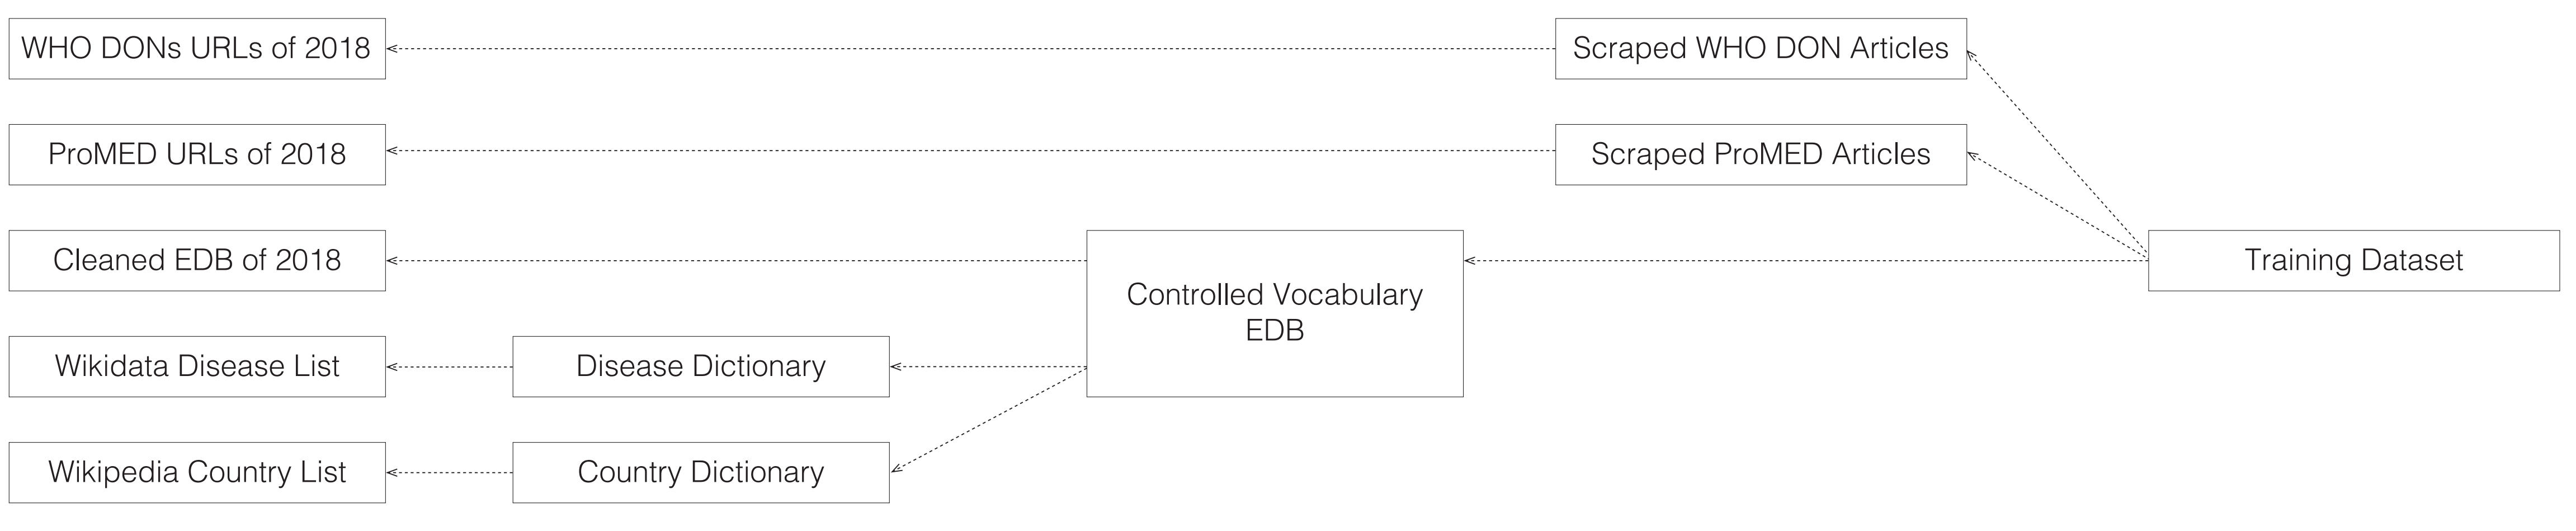 WHO DONs URLs of 2018
Scraped WHO DON Articles
ProMED URLs of 2018
Scraped ProMED Articles
Cleaned EDB of 2018
Controlled Vocabulary
EDB
Training Dataset
Wikidata Disease List
Disease Dictionary
Wikipedia Country List
Country Dictionary